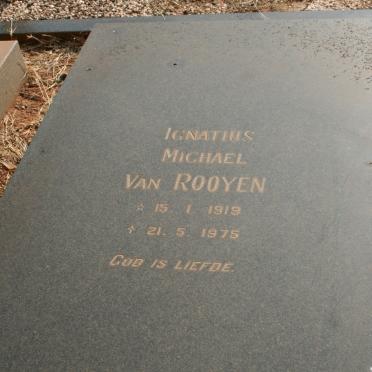 IGNATIUS
MICHAEL
VAN ROOYEN
☆ 15. 1. 1919
✝ 21. 5. 1975
GOD IS LIEFDE.